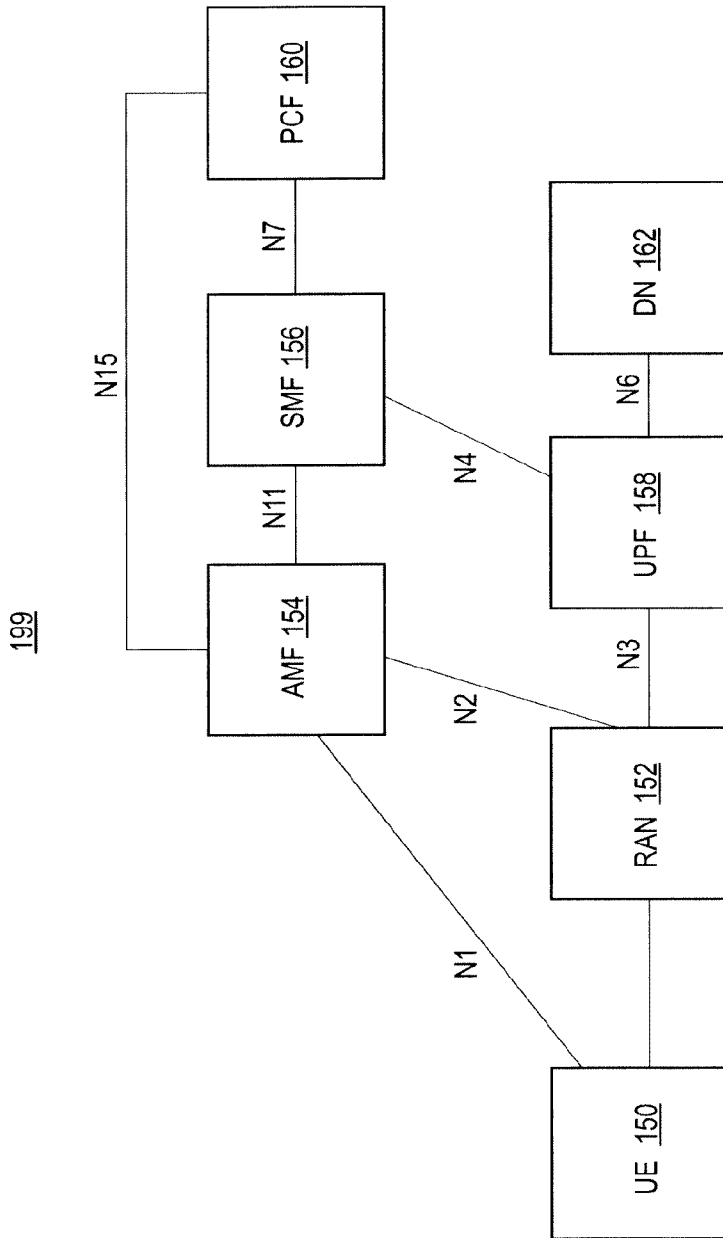 199
N15
AMF 154
N11
SMF 156
N7
PCF 160
N1
N2
N4
UE 150
RAN 152
N3
UPF 158
N6
DN 162